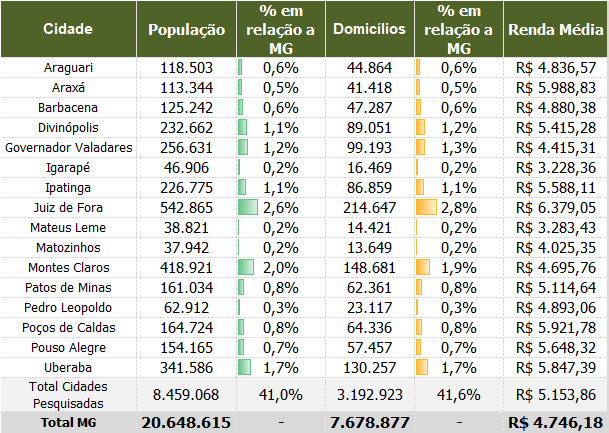 Cidade População % em relação a MG Domicílios % em relação a MG Renda Média
Araguari 118.503 0,6% 44.864 0,6% R$ 4.836,57
Araxá 113.344 0,5% 41.418 0,5% R$ 5.988,83
Barbacena 125.242 0,6% 47.287 0,6% R$ 4.880,38
Divinópolis 232.662 1,1% 89.051 1,2% R$ 5.415,28
Governador Valadares 256.631 1,2% 99.193 1,3% R$ 4.415,31
Igarapé 46.906 0,2% 16.469 0,2% R$ 3.228,36
Ipatinga 226.775 1,1% 86.859 1,1% R$ 5.588,11
Juiz de Fora 542.865 2,6% 214.647 2,8% R$ 6.379,05
Mateus Leme 38.821 0,2% 14.421 0,2% R$ 3.283,43
Matozinhos 37.942 0,2% 13.649 0,2% R$ 4.025,35
Montes Claros 418.921 2,0% 148.681 1,9% R$ 4.695,76
Patos de Minas 161.034 0,8% 62.361 0,8% R$ 5.114,64
Pedro Leopoldo 62.912 0,3% 23.117 0,3% R$ 4.893,06
Poços de Caldas 164.724 0,8% 64.336 0,8% R$ 5.921,78
Pouso Alegre 154.165 0,7% 57.457 0,7% R$ 5.648,32
Uberaba 341.586 1,7% 130.257 1,7% R$ 5.847,39
Total Cidades Pesquisadas 8.459.068 41,0% 3.192.923 41,6% R$ 5.153,86
Total MG 20.648.615 - 7.678.877 - R$ 4.746,18